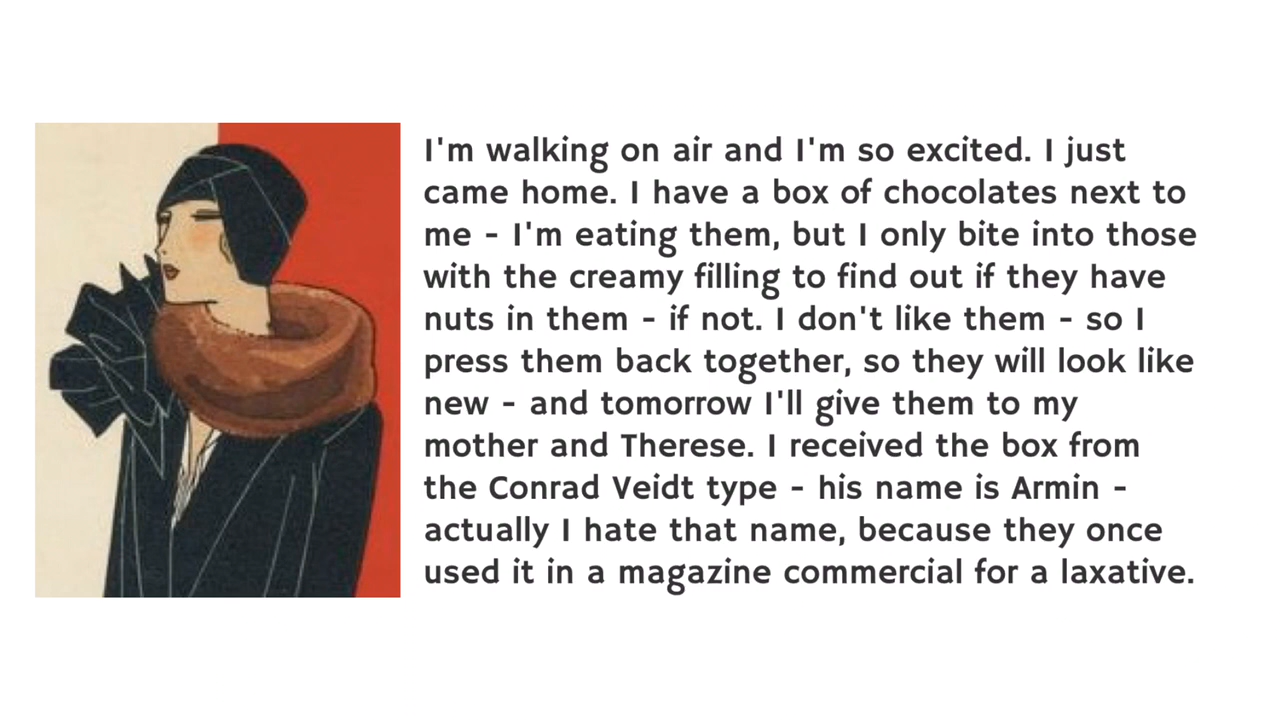 I'm walking on air and I'm so excited. I just
came home. I have a box of chocolates next to
me - I'm eating them, but I only bite into those
with the creamy filling to find out if they have
nuts in them - if not. I don't like them - so I
press them back together, so they will look like
new - and tomorrow I'll give them to my
mother and Therese. I received the box from
the Conrad Veidt type - his name is Armin -
actually I hate that name, because they once
used it in a magazine commercial for a laxative.